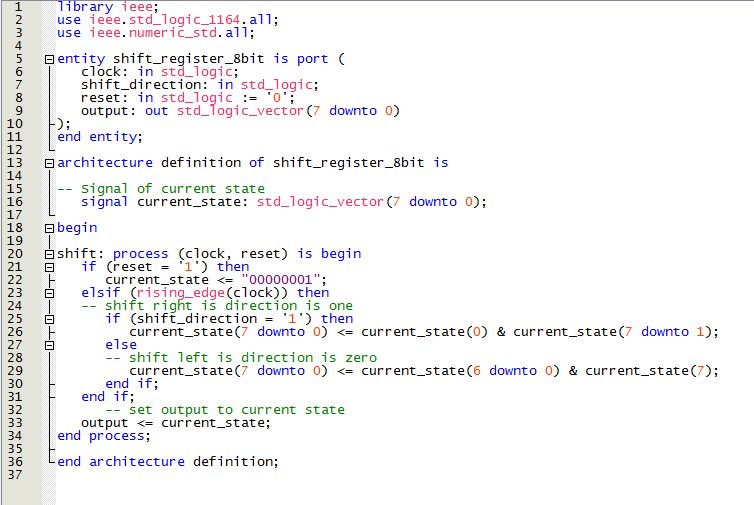 1 library ieee;
2 use ieee.std_logic_1164.all;
3 use ieee.numeric_std.all;
4
5 entity shift_register_8bit is port (
6 clock: in std_logic;
7 shift_direction: in std_logic;
8 reset: in std_logic := '0';
9 output: out std_logic_vector(7 downto 0)
10 );
11 end entity;
12
13 architecture definition of shift_register_8bit is
14
15 -- Signal of current state
16 signal current_state: std_logic_vector(7 downto 0);
17
18 begin
19
20 shift: process (clock, reset) is begin
21 if (reset = '1') then
22 current_state <= "00000001";
23 elsif (rising_edge(clock)) then
24 -- shift right is direction is one
25 if (shift_direction = '1') then
26 current_state(7 downto 0) <= current_state(0) & current_state(7 downto 1);
27 else
28 -- shift left is direction is zero
29 current_state(7 downto 0) <= current_state(6 downto 0) & current_state(7);
30 end if;
31 end if;
32 -- set output to current state
33 output <= current_state;
34 end process;
35
36 end architecture definition;
37